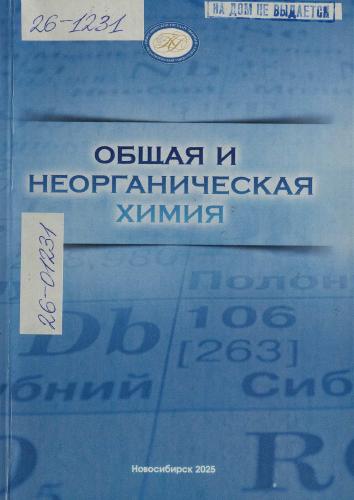 26-1231
НА ДОМ НЕ ВЫДАЕТСЯ
ОБЩАЯ И
НЕОРГАНИЧЕСКАЯ
ХИМИЯ
26-01231
Полон
Db
106
[263]
бний
Сиб
Новосибирск 2025